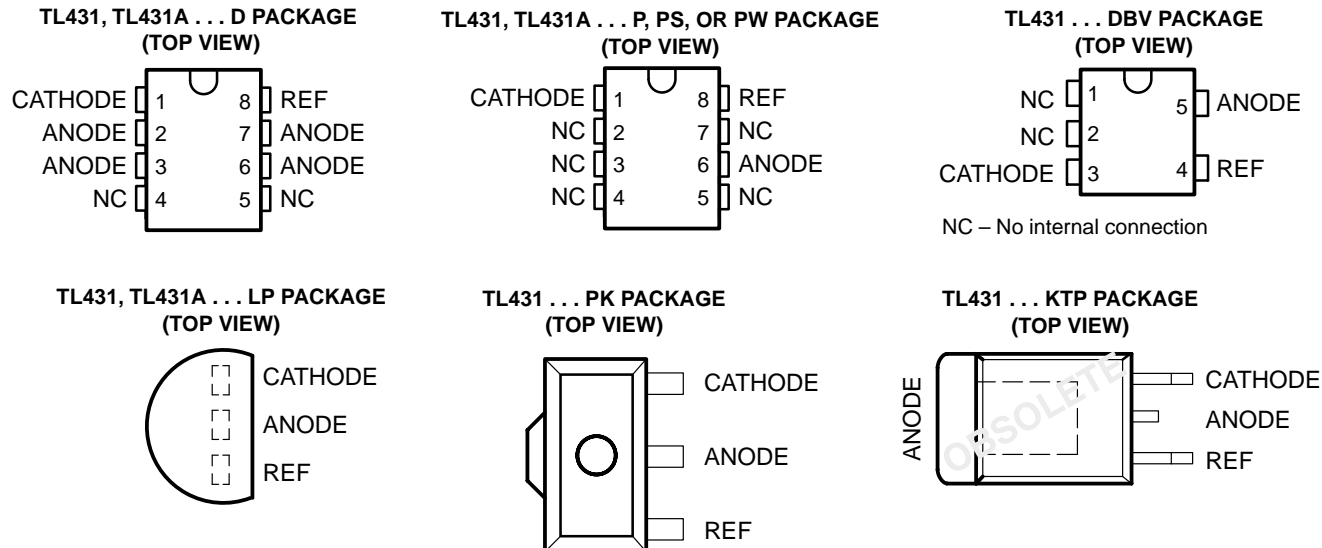 TL431, TL431A . . . D PACKAGE
(TOP VIEW)
CATHODE 1 8 REF
ANODE 2 7 ANODE
ANODE 3 6 ANODE
NC 4 5 NC
TL431, TL431A . . . P, PS, OR PW PACKAGE
(TOP VIEW)
CATHODE 1 8 REF
NC 2 7 NC
NC 3 6 ANODE
NC 4 5 NC
TL431 . . . DBV PACKAGE
(TOP VIEW)
NC 1 5 ANODE
NC 2
CATHODE 3 4 REF
NC – No internal connection
TL431, TL431A . . . LP PACKAGE
(TOP VIEW)
CATHODE
ANODE
REF
TL431 . . . PK PACKAGE
(TOP VIEW)
CATHODE
ANODE
REF
TL431 . . . KTP PACKAGE
(TOP VIEW)
ANODE
OBSOLETE
CATHODE
ANODE
REF